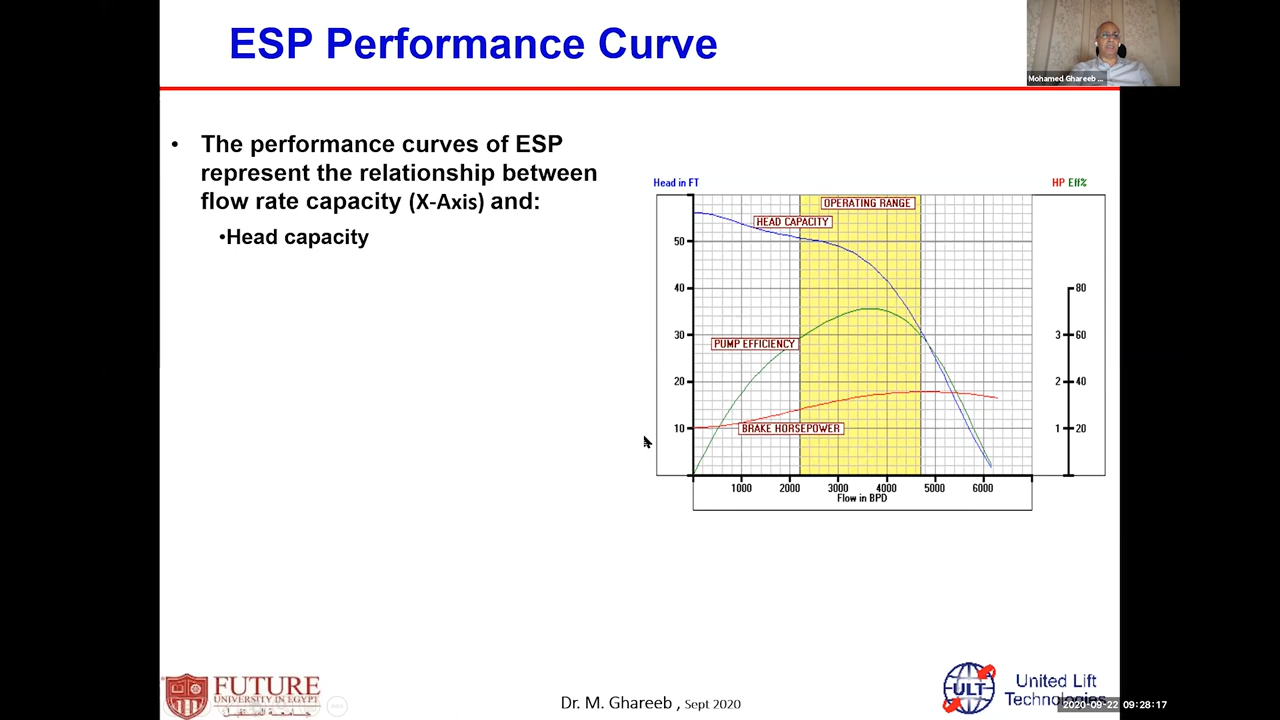 ESP Performance Curve
Mohamed Ghareeb ...
• The performance curves of ESP
represent the relationship between
flow rate capacity (X-Axis) and:
•Head capacity
Head in FT
HP Eff%
OPERATING RANGE
HEAD CAPACITY
50
40
80
30
3
60
PUMP EFFICIENCY
20
2
40
10
1
20
BRAKE HORSEPOWER
1000 2000 3000 4000 5000 6000
Flow in BPD
FUTURE
UNIVERSITY IN EGYPT
Dr. M. Ghareeb , Sept 2020
ULT
United Lift
Technologies
2020-09-22 09:28:17